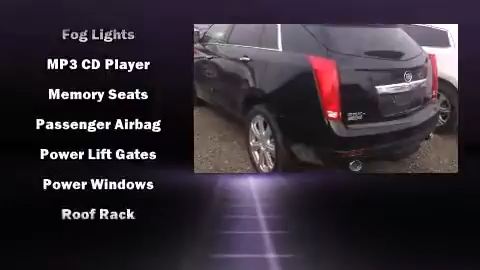 Fog Lights
MP3 CD Player
Memory Seats
Passenger Airbag
Power Lift Gates
Power Windows
Roof Rack